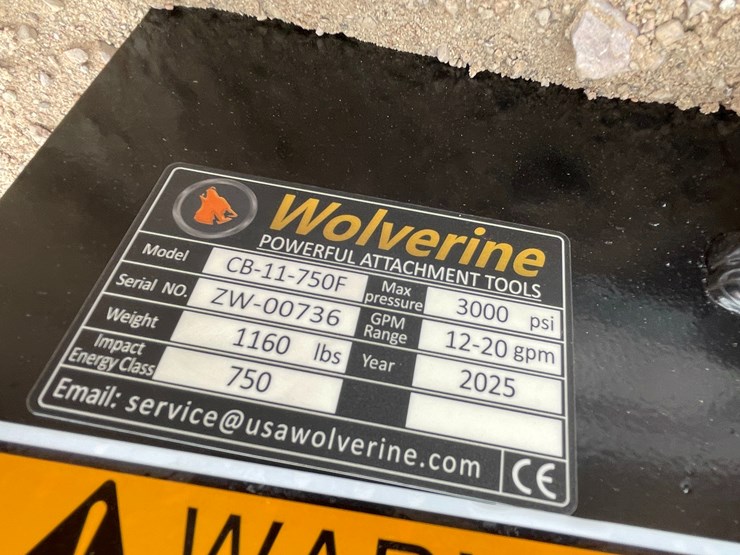 Wolverine
POWERFUL ATTACHMENT TOOLS
Model CB-11-750F Max pressure 3000 psi
Serial NO. ZW-00736 GPM Range 12-20 gpm
Weight 1160 lbs Year 2025
Impact Energy Class 750
Email: service@usawolverine.com CE